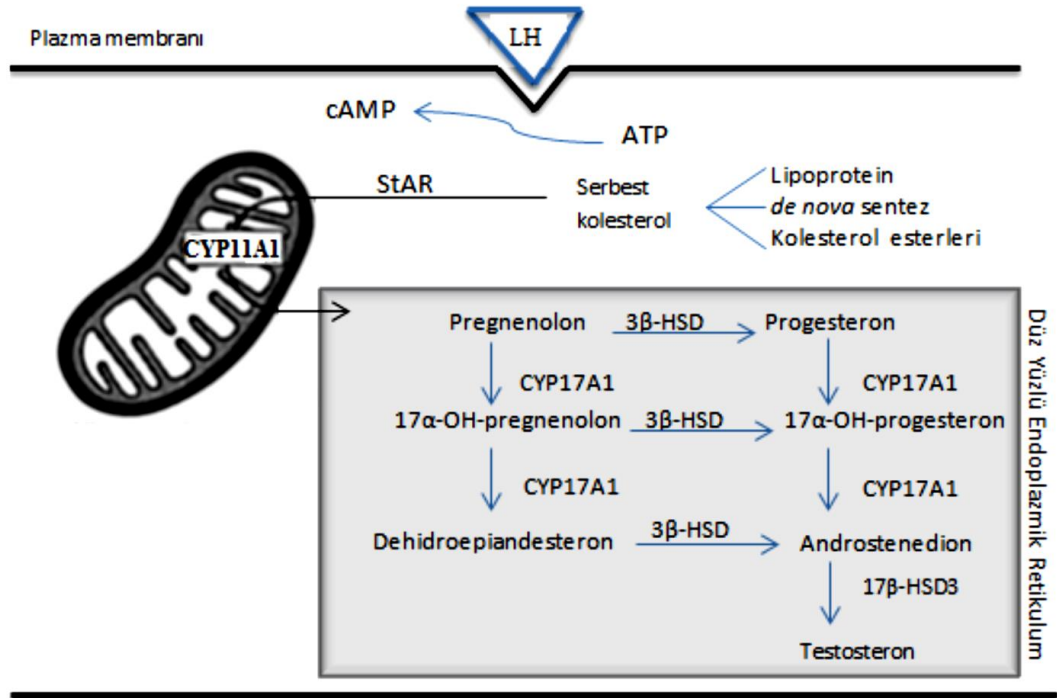 Plazma membranı
LH
cAMP
ATP
StAR
Serbest
kolesterol
Lipoprotein
de nova sentez
Kolesterol esterleri
CYP11A1
Pregnenolon 3β-HSD Progesteron
CYP17A1 CYP17A1
17α-OH-pregnenolon 3β-HSD 17α-OH-progesteron
CYP17A1 CYP17A1
Dehidroepiandesteron 3β-HSD Androstenedion
17β-HSD3
Testosteron
Düz Yüzlü Endoplazmik Retikulum